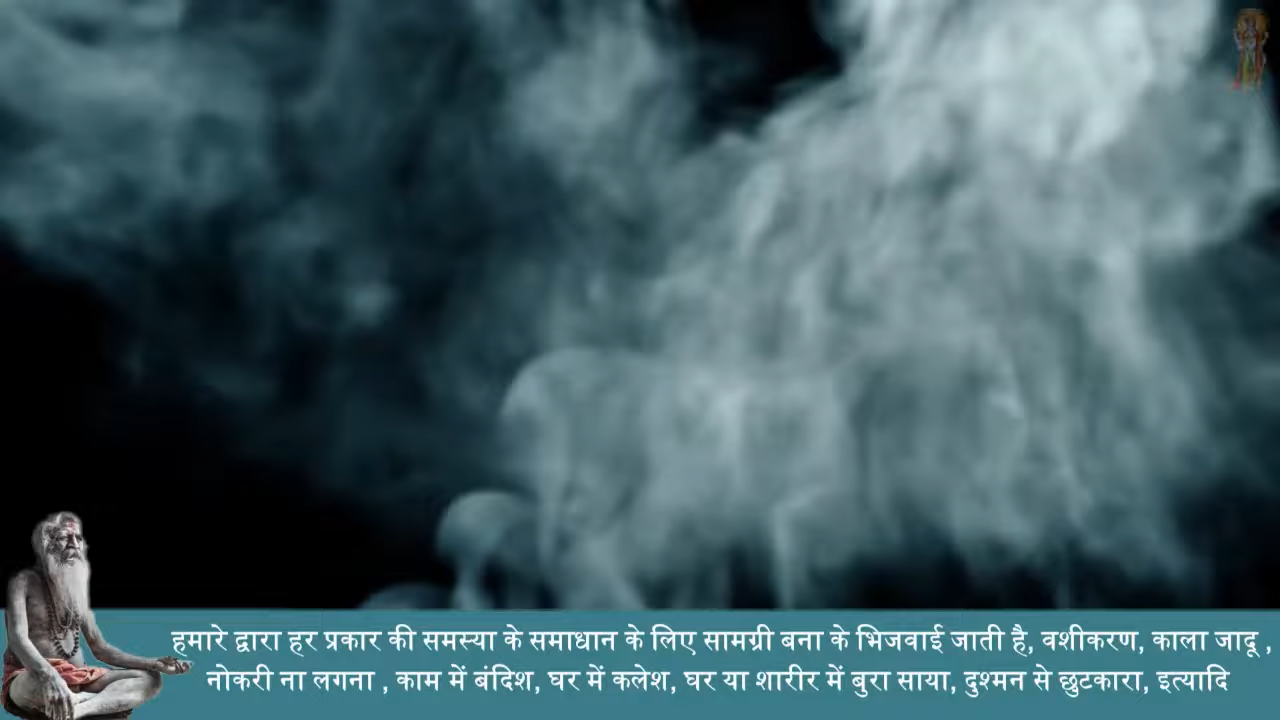 हमारे द्वारा हर प्रकार की समस्या के समाधान के लिए सामग्री बना के भिजवाई जाती है, वशीकरण, काला जादू ,
नोकरी ना लगना , काम में बंदिश, घर में कलेश, घर या शारीर में बुरा साया, दुश्मन से छुटकारा, इत्यादि